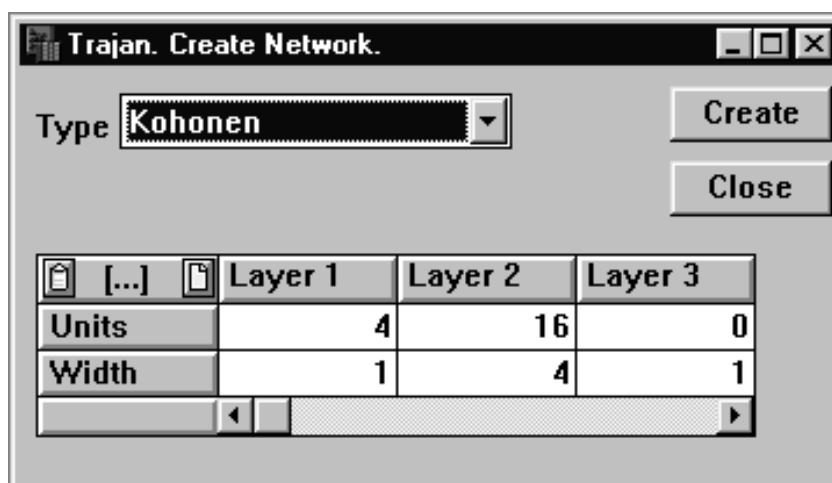 Trajan. Create Network.
Type Kohonen
Create
Close
[...] Layer 1 Layer 2 Layer 3
Units 4 16 0
Width 1 4 1